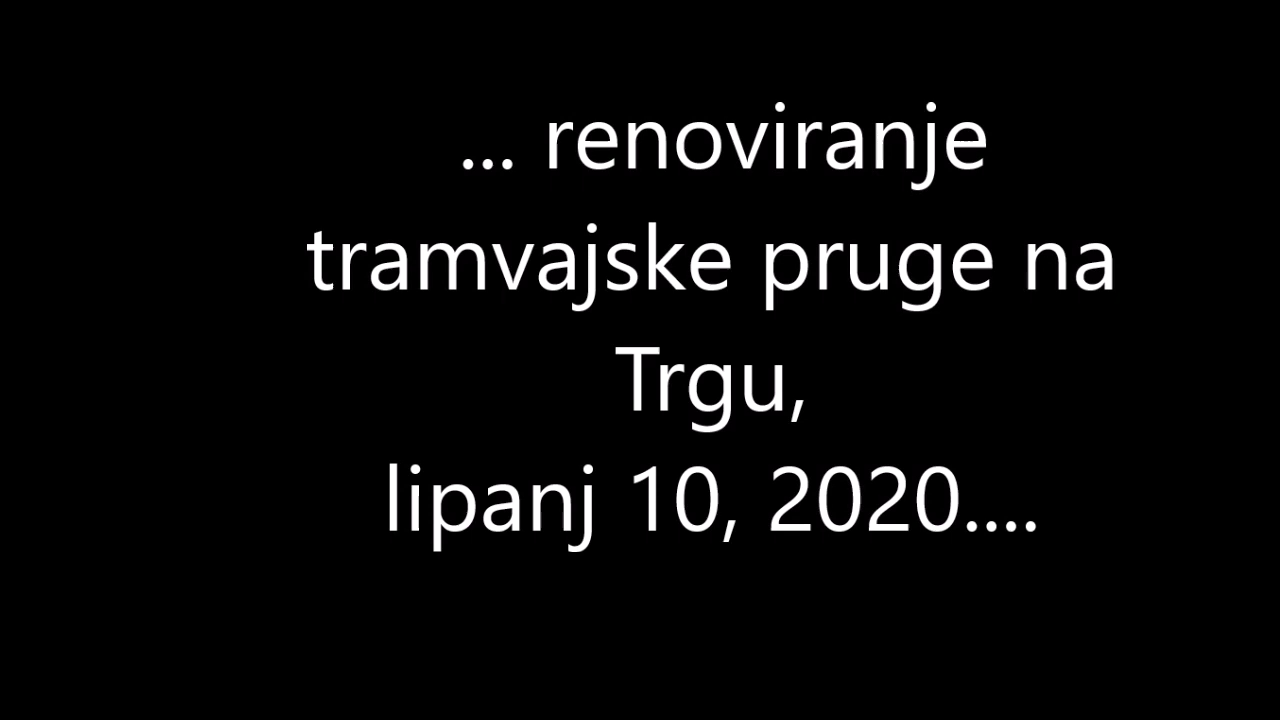 ... renoviranje
tramvajske pruge na
Trgu,
lipanj 10, 2020....